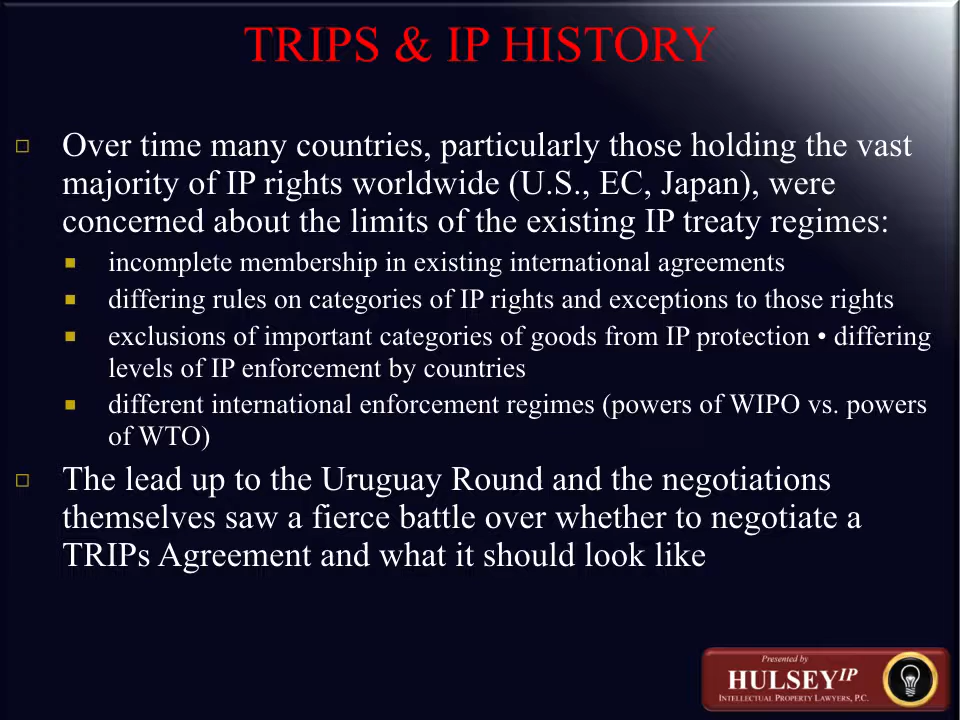 TRIPS & IP HISTORY
Over time many countries, particularly those holding the vast
majority of IP rights worldwide (U.S., EC, Japan), were
concerned about the limits of the existing IP treaty regimes:
incomplete membership in existing international agreements
differing rules on categories of IP rights and exceptions to those rights
exclusions of important categories of goods from IP protection • differing
levels of IP enforcement by countries
different international enforcement regimes (powers of WIPO vs. powers
of WTO)
The lead up to the Uruguay Round and the negotiations
themselves saw a fierce battle over whether to negotiate a
TRIPs Agreement and what it should look like
Presented by
HULSEY IP
INTELLECTUAL PROPERTY LAWYERS, P.C.